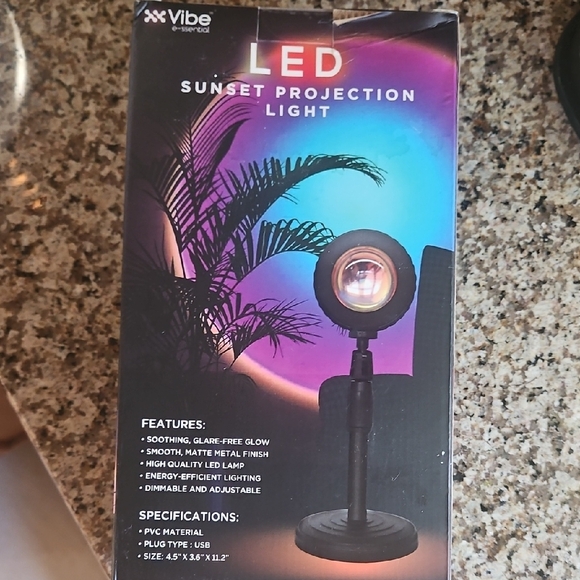 Vibe
e-ssential
LED
SUNSET PROJECTION
LIGHT
FEATURES:
• SOOTHING, GLARE-FREE GLOW
• SMOOTH, MATTE METAL FINISH
• HIGH QUALITY LED LAMP
• ENERGY-EFFICIENT LIGHTING
• DIMMABLE AND ADJUSTABLE
SPECIFICATIONS:
• PVC MATERIAL
• PLUG TYPE : USB
• SIZE: 4.5" X 3.6" X 11.2"